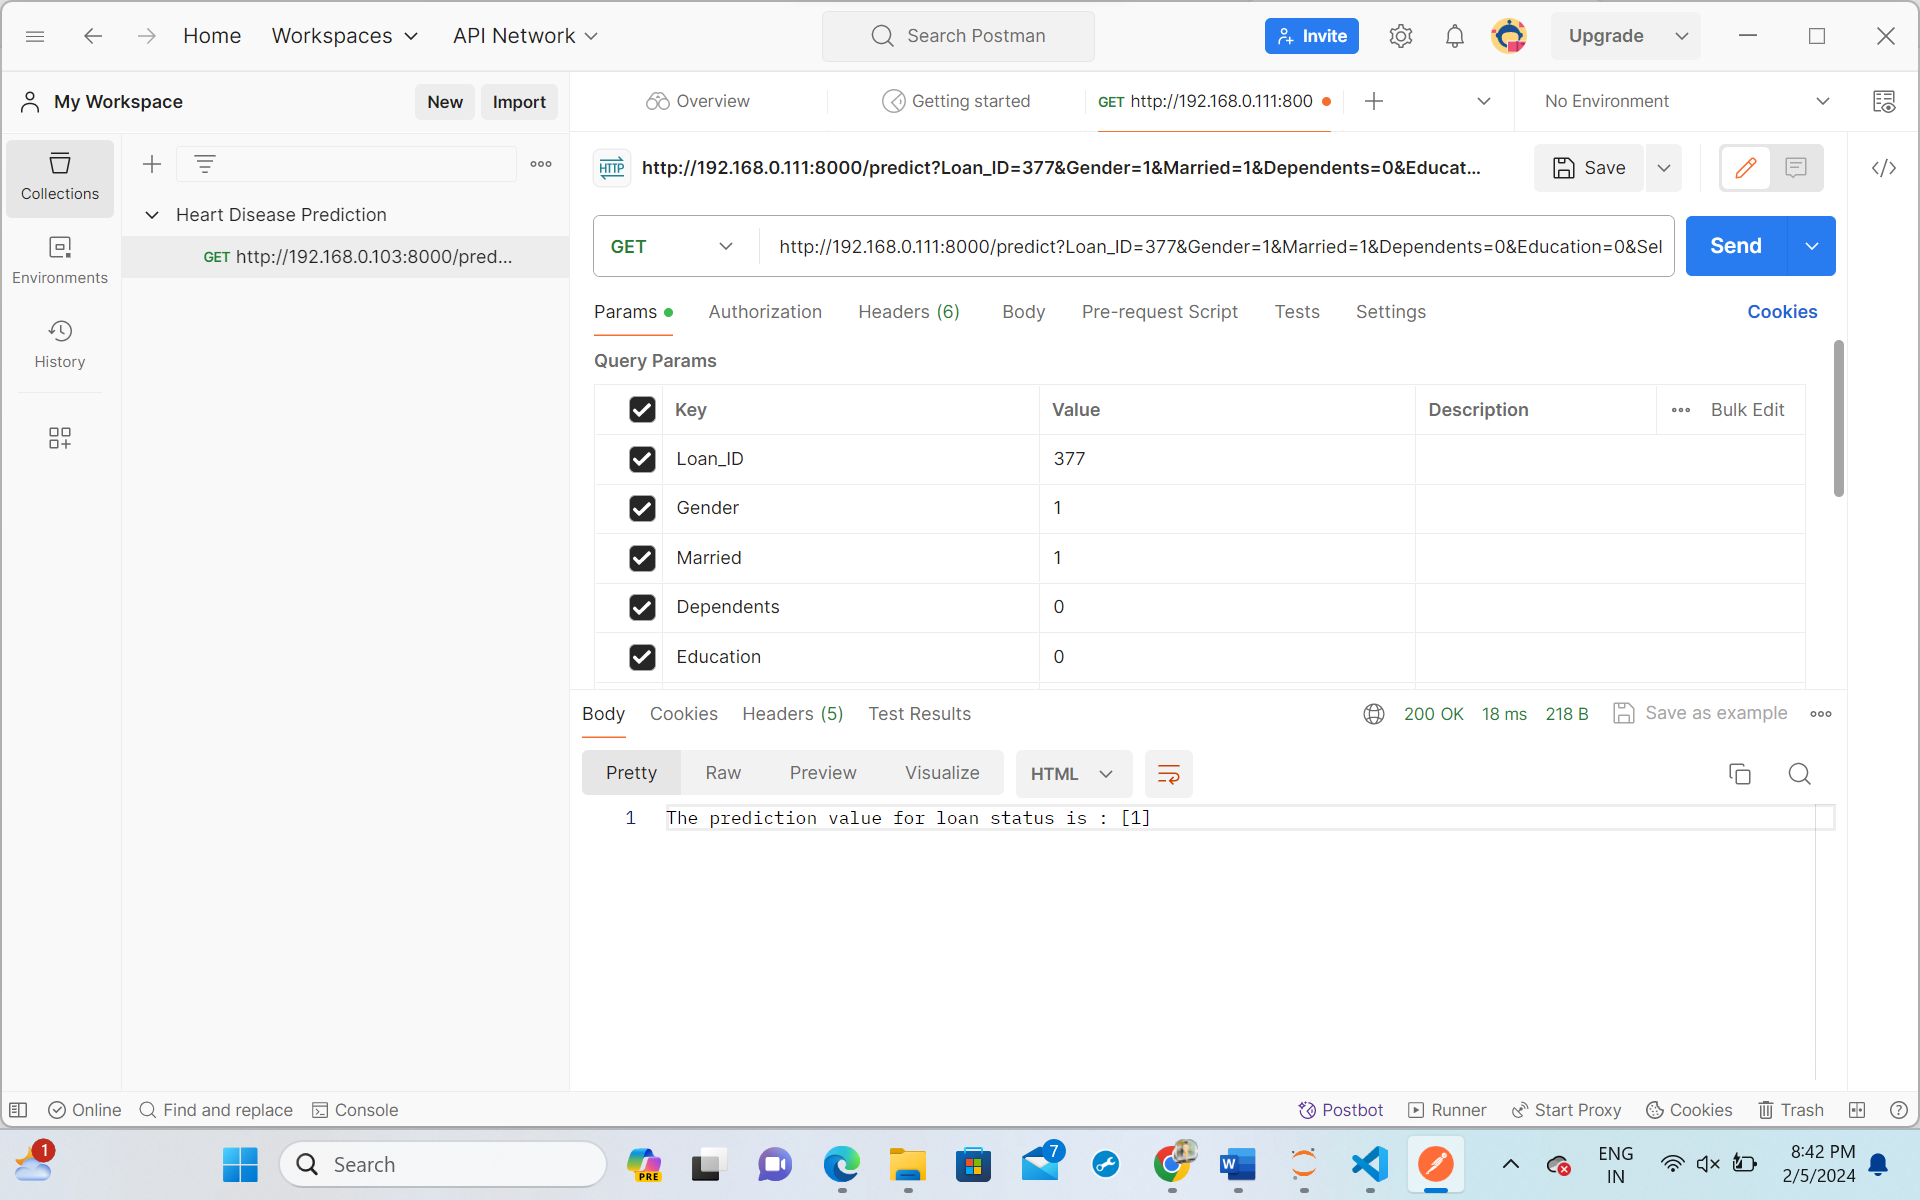 Home Workspaces API Network Search Postman Invite Upgrade
My Workspace New Import Overview Getting started GET http://192.168.0.111:800 No Environment
Collections
Environments
History
Heart Disease Prediction
GET http://192.168.0.103:8000/pred...
HTTP http://192.168.0.111:8000/predict?Loan_ID=377&Gender=1&Married=1&Dependents=0&Educat... Save
GET http://192.168.0.111:8000/predict?Loan_ID=377&Gender=1&Married=1&Dependents=0&Education=0&Sel Send
Params Authorization Headers (6) Body Pre-request Script Tests Settings Cookies
Query Params
Key Value Description Bulk Edit
Loan_ID 377
Gender 1
Married 1
Dependents 0
Education 0
Body Cookies Headers (5) Test Results 200 OK 18 ms 218 B Save as example
Pretty Raw Preview Visualize HTML
1 The prediction value for loan status is : [1]
Online Find and replace Console Postbot Runner Start Proxy Cookies Trash
1 Search PRE 7 ENG 8:42 PM
IN 2/5/2024